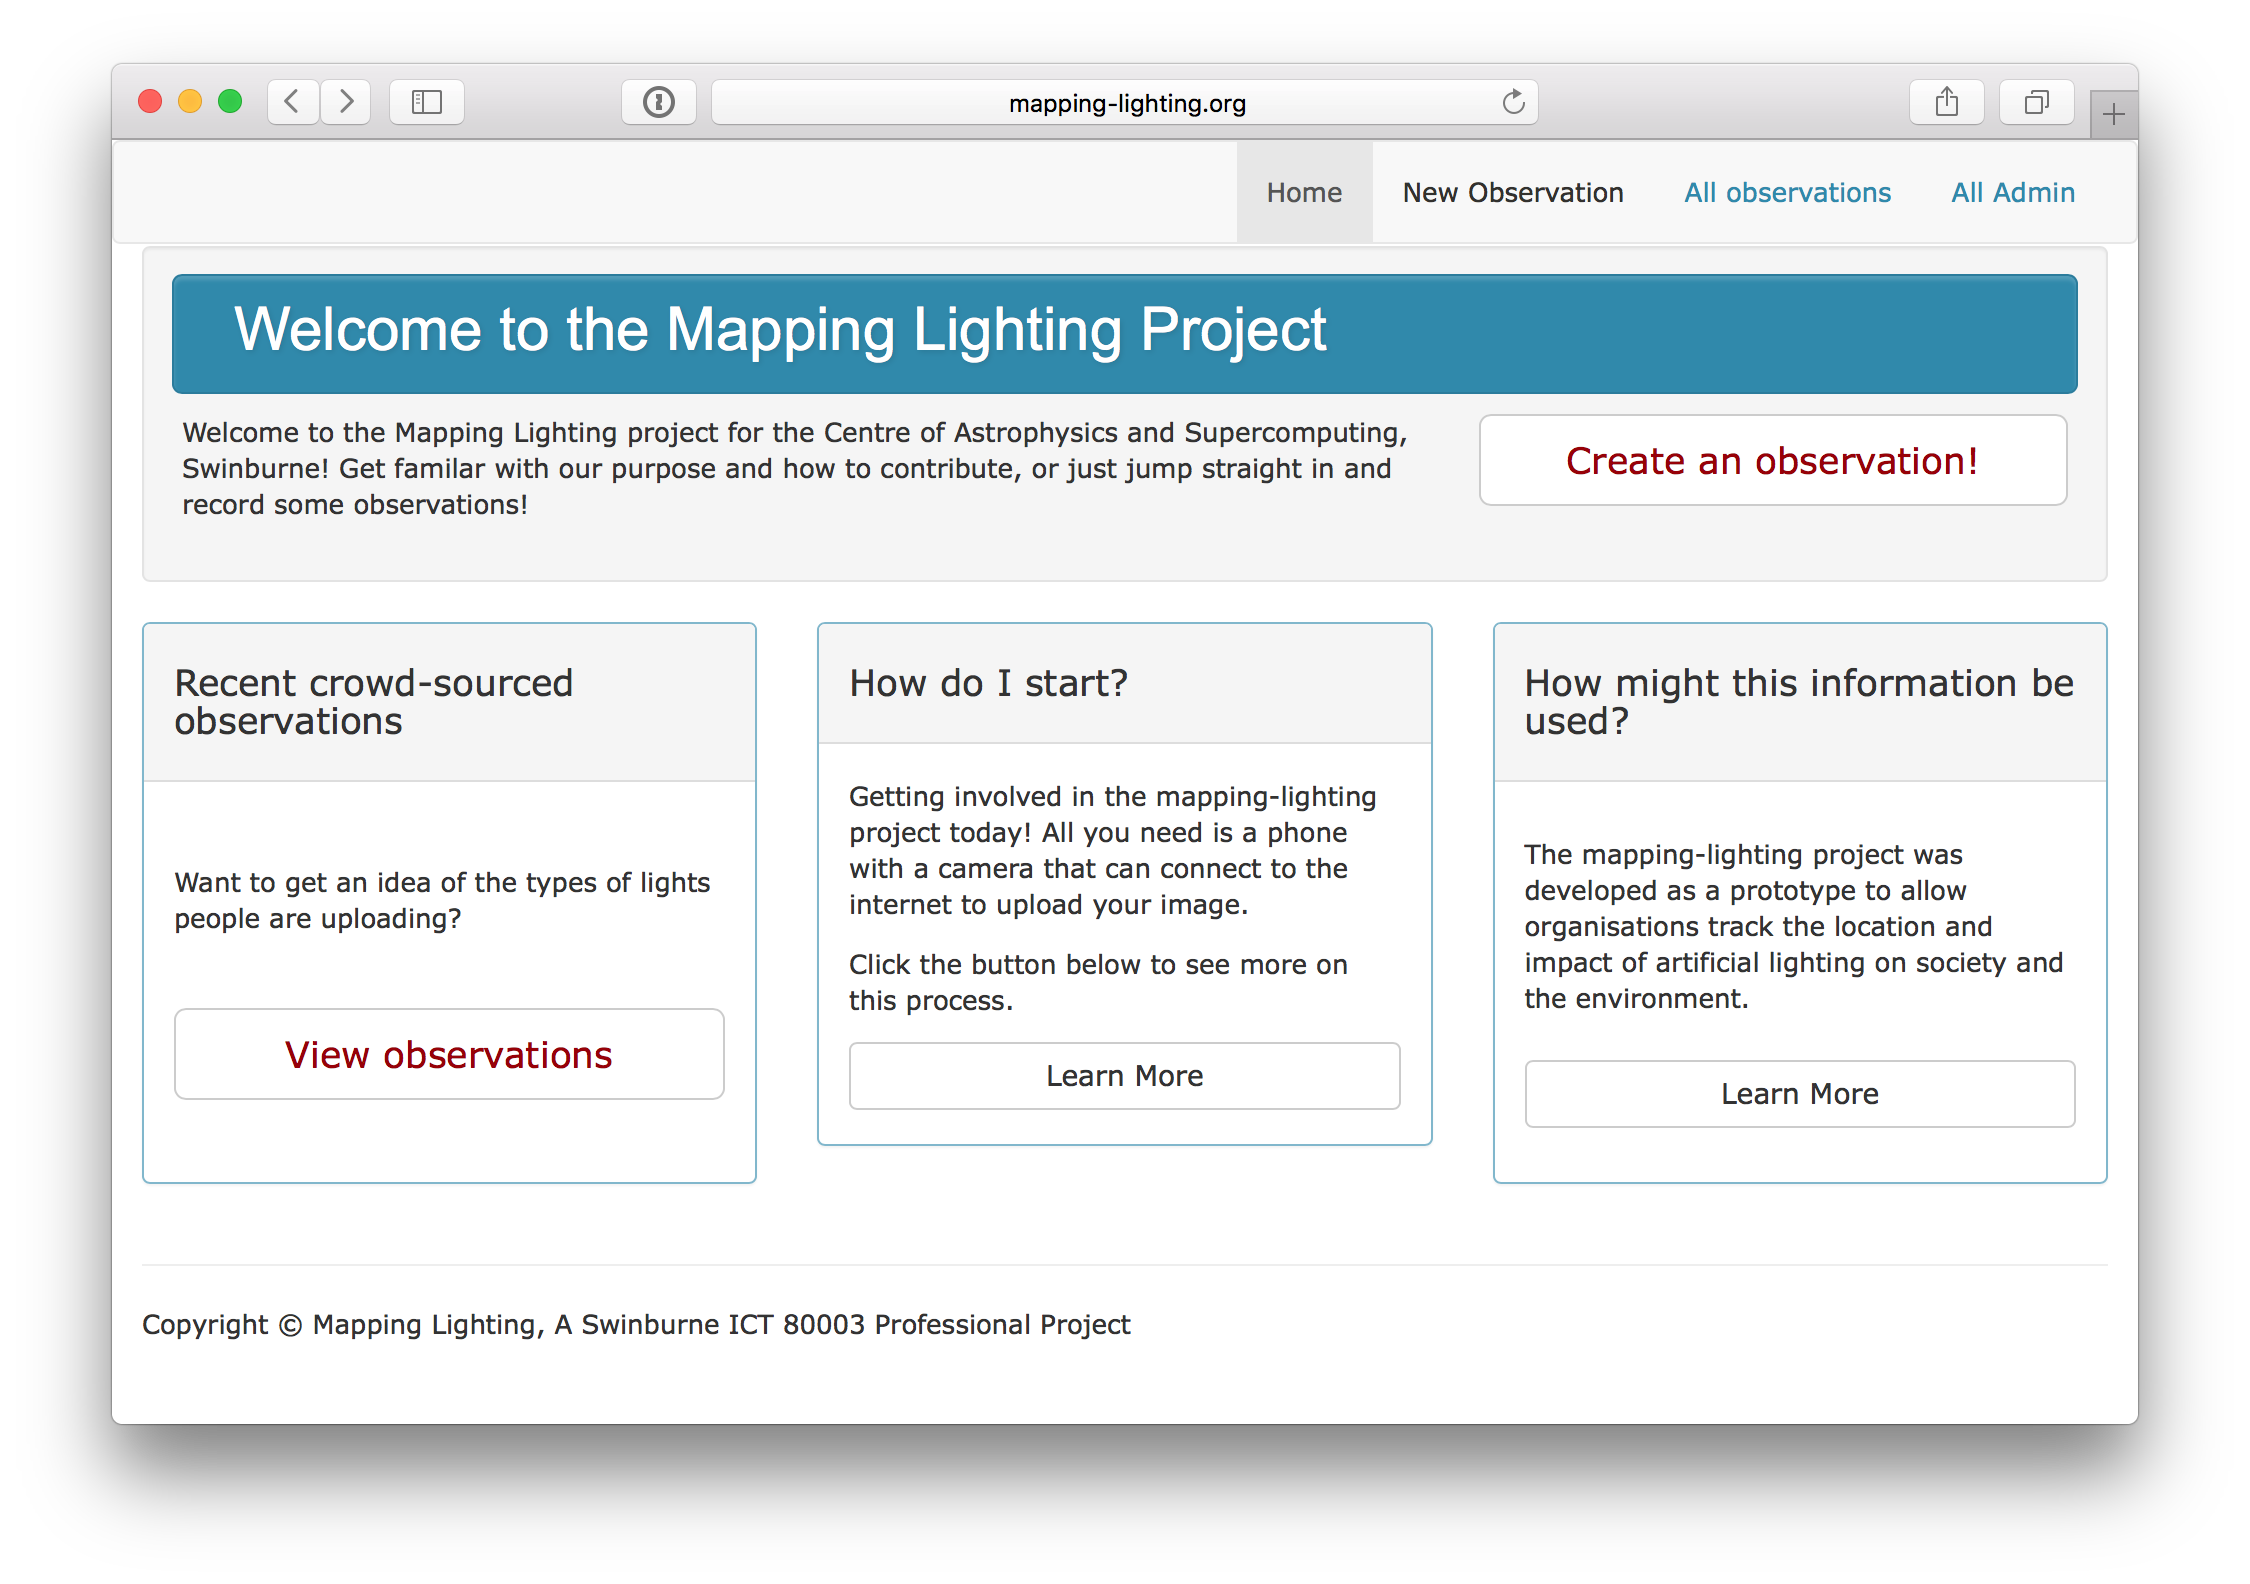 mapping-lighting.org
Home New Observation All observations All Admin
Welcome to the Mapping Lighting Project
Welcome to the Mapping Lighting project for the Centre of Astrophysics and Supercomputing,
Swinburne! Get familar with our purpose and how to contribute, or just jump straight in and
record some observations!
Create an observation!
Recent crowd-sourced
observations
Want to get an idea of the types of lights
people are uploading?
View observations
How do I start?
Getting involved in the mapping-lighting
project today! All you need is a phone
with a camera that can connect to the
internet to upload your image.
Click the button below to see more on
this process.
Learn More
How might this information be
used?
The mapping-lighting project was
developed as a prototype to allow
organisations track the location and
impact of artificial lighting on society and
the environment.
Learn More
Copyright © Mapping Lighting, A Swinburne ICT 80003 Professional Project